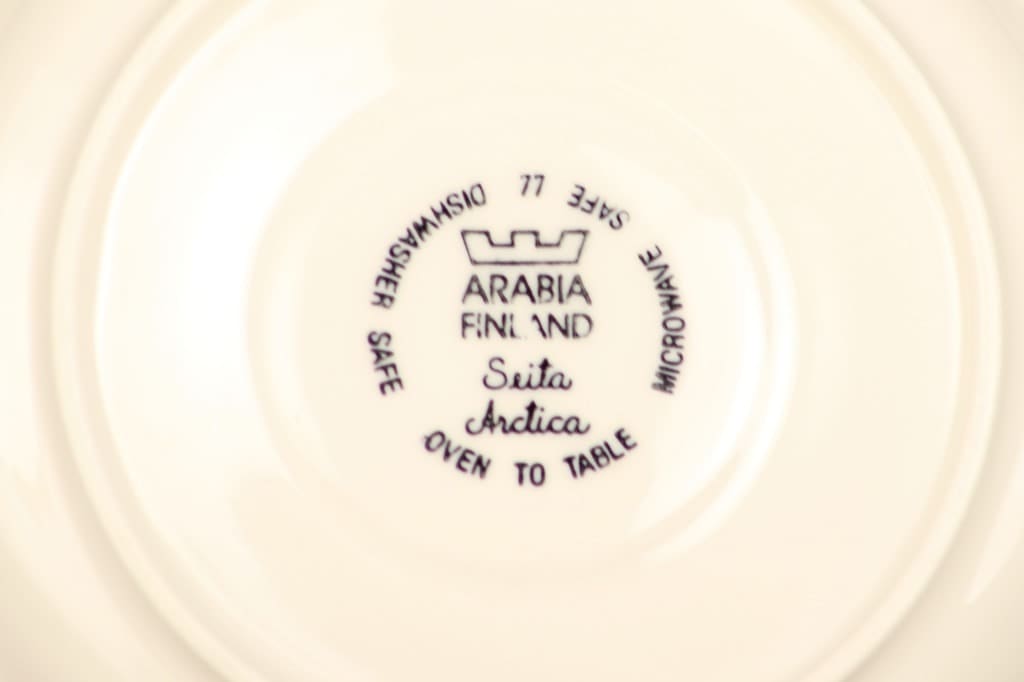 77
ARABIA
FINLAND
Seita
Arctica
OVEN TO TABLE
DISHWASHER SAFE
MICROWAVE SAFE